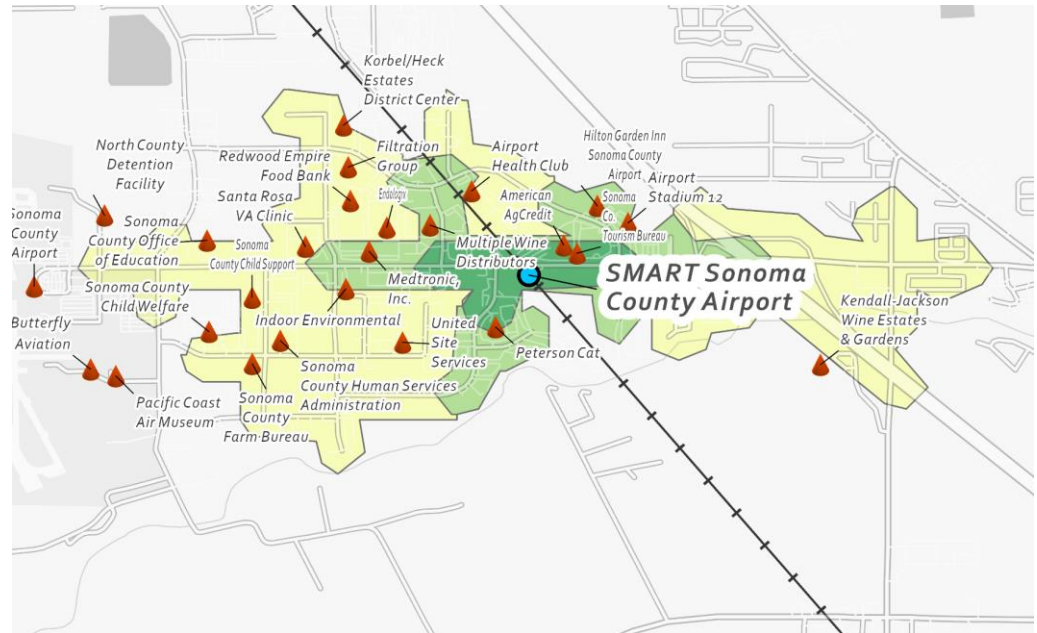 Korbel/Heck
Estates
District Center
North County
Detention
Facility
Redwood Empire
Food Bank
Filtration
Group
Airport
Health Club
Hilton Garden Inn
Sonoma County
Airport
Airport
Stadium 12
Santa Rosa
VA Clinic
Endologix
American
AgCredit
Sonoma
Co.
Tourism Bureau
Sonoma
County
Airport
Sonoma
County Office
of Education
Sonoma
County Child Support
Multiple Wine
Distributors
Medtronic,
Inc.
SMART Sonoma
County Airport
Sonoma County
Child Welfare
Indoor Environmental
United
Site
Services
Peterson Cat
Kendall-Jackson
Wine Estates
& Gardens
Butterfly
Aviation
Pacific Coast
Air Museum
Sonoma
County
Farm Bureau
Sonoma
County Human Services
Administration